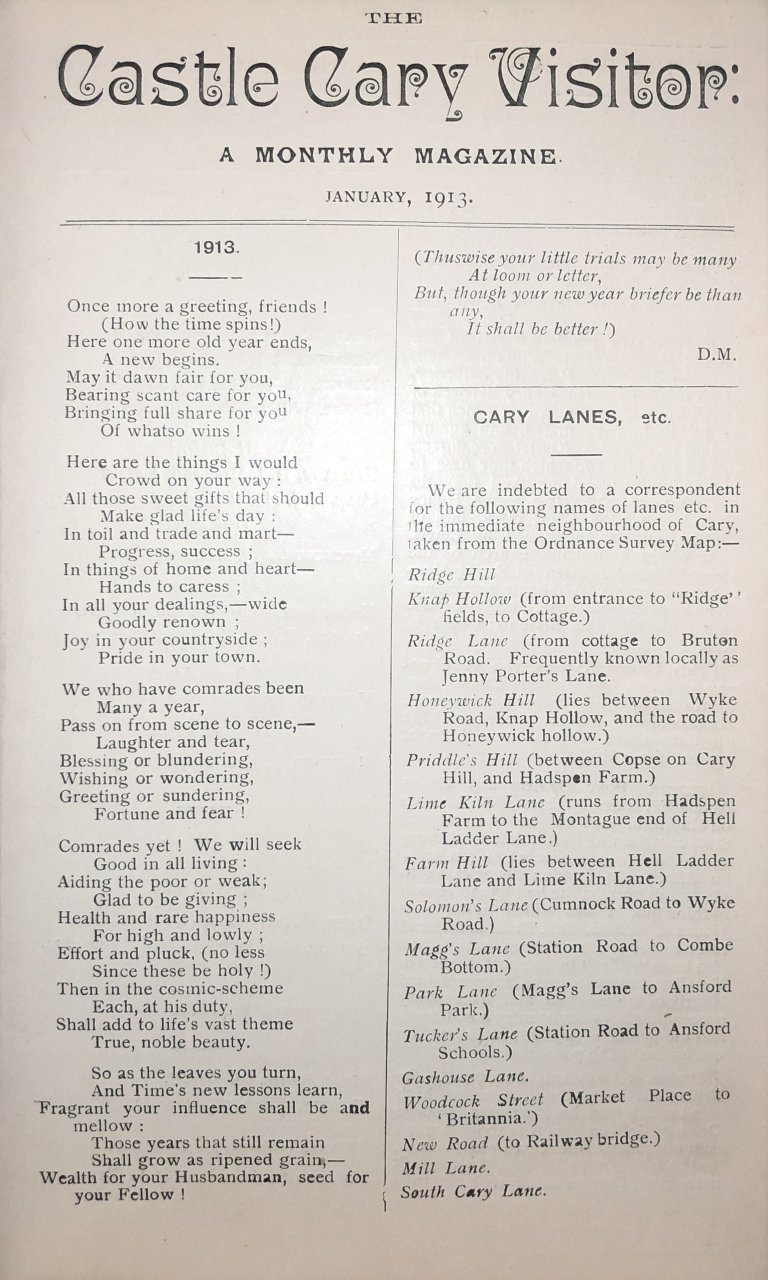 THE
Castle Cary Visitor:
A MONTHLY MAGAZINE.
JANUARY, 1913.
1913.
Once more a greeting, friends !
(How the time spins!)
Here one more old year ends,
A new begins.
May it dawn fair for you,
Bearing scant care for you,
Bringing full share for you
Of whatso wins !
Here are the things I would
Crowd on your way :
All those sweet gifts that should
Make glad life's day :
In toil and trade and mart—
Progress, success ;
In things of home and heart—
Hands to caress ;
In all your dealings,—wide
Goodly renown ;
Joy in your countryside ;
Pride in your town.
We who have comrades been
Many a year,
Pass on from scene to scene,—
Laughter and tear,
Blessing or blundering,
Wishing or wondering,
Greeting or sundering,
Fortune and fear !
Comrades yet ! We will seek
Good in all living :
Aiding the poor or weak;
Glad to be giving ;
Health and rare happiness
For high and lowly ;
Effort and pluck, (no less
Since these be holy !)
Then in the cosmic-scheme
Each, at his duty,
Shall add to life's vast theme
True, noble beauty.
So as the leaves you turn,
And Time's new lessons learn,
Fragrant your influence shall be and
mellow :
Those years that still remain
Shall grow as ripened grain,—
Wealth for your Husbandman, seed for
your Fellow !
(Thuswise your little trials may be many
At loom or letter,
But, though your new year briefer be than
any,
It shall be better !)
D.M.
CARY LANES, etc.
We are indebted to a correspondent
for the following names of lanes etc. in
the immediate neighbourhood of Cary,
taken from the Ordnance Survey Map:—
Ridge Hill
Knap Hollow (from entrance to "Ridge''
fields, to Cottage.)
Ridge Lane (from cottage to Bruton
Road. Frequently known locally as
Jenny Porter's Lane.
Honeywick Hill (lies between Wyke
Road, Knap Hollow, and the road to
Honeywick hollow.)
Priddle's Hill (between Copse on Cary
Hill, and Hadspen Farm.)
Lime Kiln Lane (runs from Hadspen
Farm to the Montague end of Hell
Ladder Lane.)
Farm Hill (lies between Hell Ladder
Lane and Lime Kiln Lane.)
Solomon's Lane (Cumnock Road to Wyke
Road.)
Magg's Lane (Station Road to Combe
Bottom.)
Park Lane (Magg's Lane to Ansford
Park.)
Tucker's Lane (Station Road to Ansford
Schools.)
Gashouse Lane.
Woodcock Street (Market Place to
'Britannia.')
New Road (to Railway bridge.)
Mill Lane.
South Cary Lane.